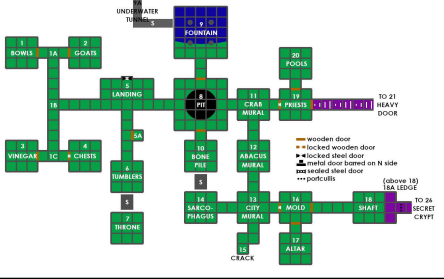 9A
UNDERWATER
TUNNEL
S
9
FOUNTAIN
1
BOWLS
2
GOATS
1A
20
POOLS
5
LANDING
8
PIT
11
CRAB
MURAL
19
PRIESTS
TO 21
HEAVY
DOOR
1B
5A
3
VINEGAR
1C
4
CHESTS
6
TUMBLERS
10
BONE
PILE
12
ABACUS
MURAL
wooden door
locked wooden door
locked steel door
metal door barred on N side
sealed steel door
portcullis
S
S
7
THRONE
14
SARCO-
PHAGUS
13
CITY
MURAL
16
MOLD
18
SHAFT
(above 18)
18A LEDGE
TO 26
SECRET
CRYPT
15
CRACK
17
ALTAR